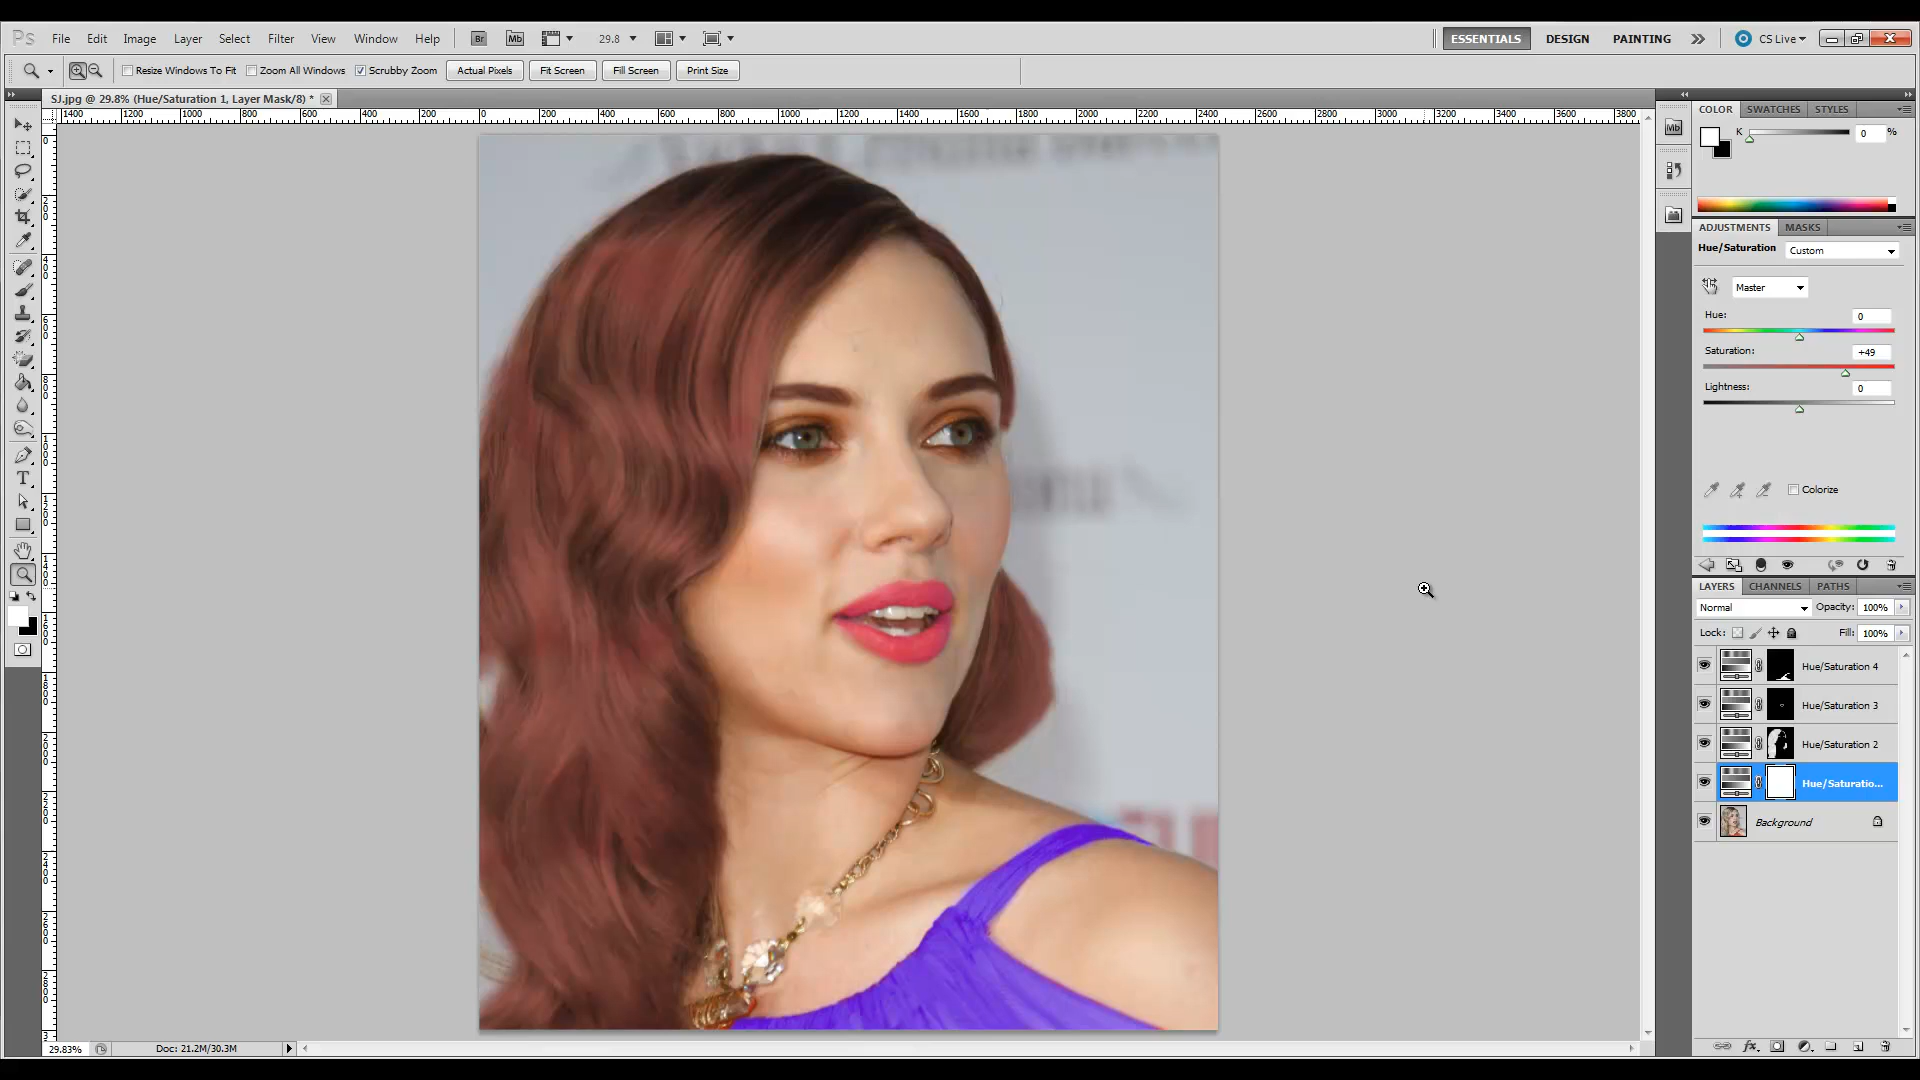 Ps File Edit Image Layer Select Filter View Window Help Br Mb 29.8 ESSENTIALS DESIGN PAINTING CS Live
Resize Windows To Fit Zoom All Windows Scrubby Zoom Actual Pixels Fit Screen Fill Screen Print Size
SJ.jpg @ 29.8% (Hue/Saturation 1, Layer Mask/8) *
1400 1200 1000 800 600 400 200 0 200 400 600 800 1000 1200 1400 1600 1800 2000 2200 2400 2600 2800 3000 3200 3400 3600 3800
COLOR SWATCHES STYLES
Mb
K 0 %
ADJUSTMENTS MASKS
Hue/Saturation Custom
Master
Hue: 0
Saturation: +49
Lightness: 0
Colorize
LAYERS CHANNELS PATHS
Normal Opacity: 100%
Lock: Fill: 100%
Hue/Saturation 4
Hue/Saturation 3
Hue/Saturation 2
Hue/Saturatio...
Background
29.83% Doc: 21.2M/30.3M